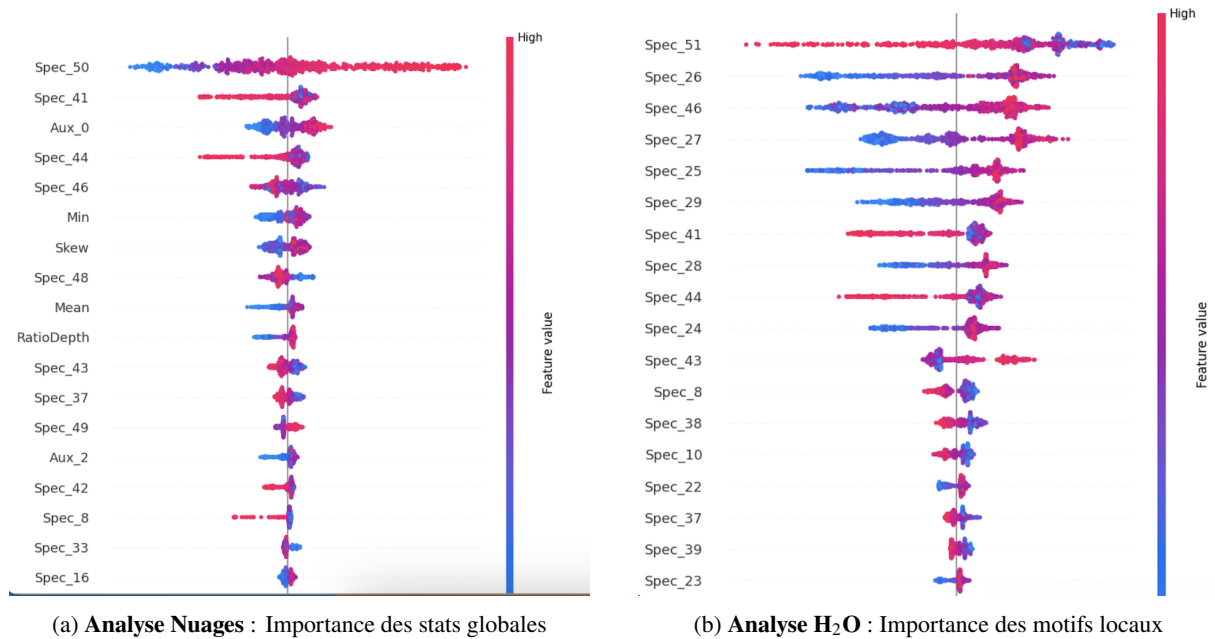 High
Spec_50
Spec_41
Aux_0
Spec_44
Spec_46
Min
Skew
Spec_48
Mean
RatioDepth
Spec_43
Spec_37
Spec_49
Aux_2
Spec_42
Spec_8
Spec_33
Spec_16
Feature value
(a) Analyse Nuages : Importance des stats globales
High
Spec_51
Spec_26
Spec_46
Spec_27
Spec_25
Spec_29
Spec_41
Spec_28
Spec_44
Spec_24
Spec_43
Spec_8
Spec_38
Spec_10
Spec_22
Spec_37
Spec_39
Spec_23
Feature value
(b) Analyse H₂O : Importance des motifs locaux